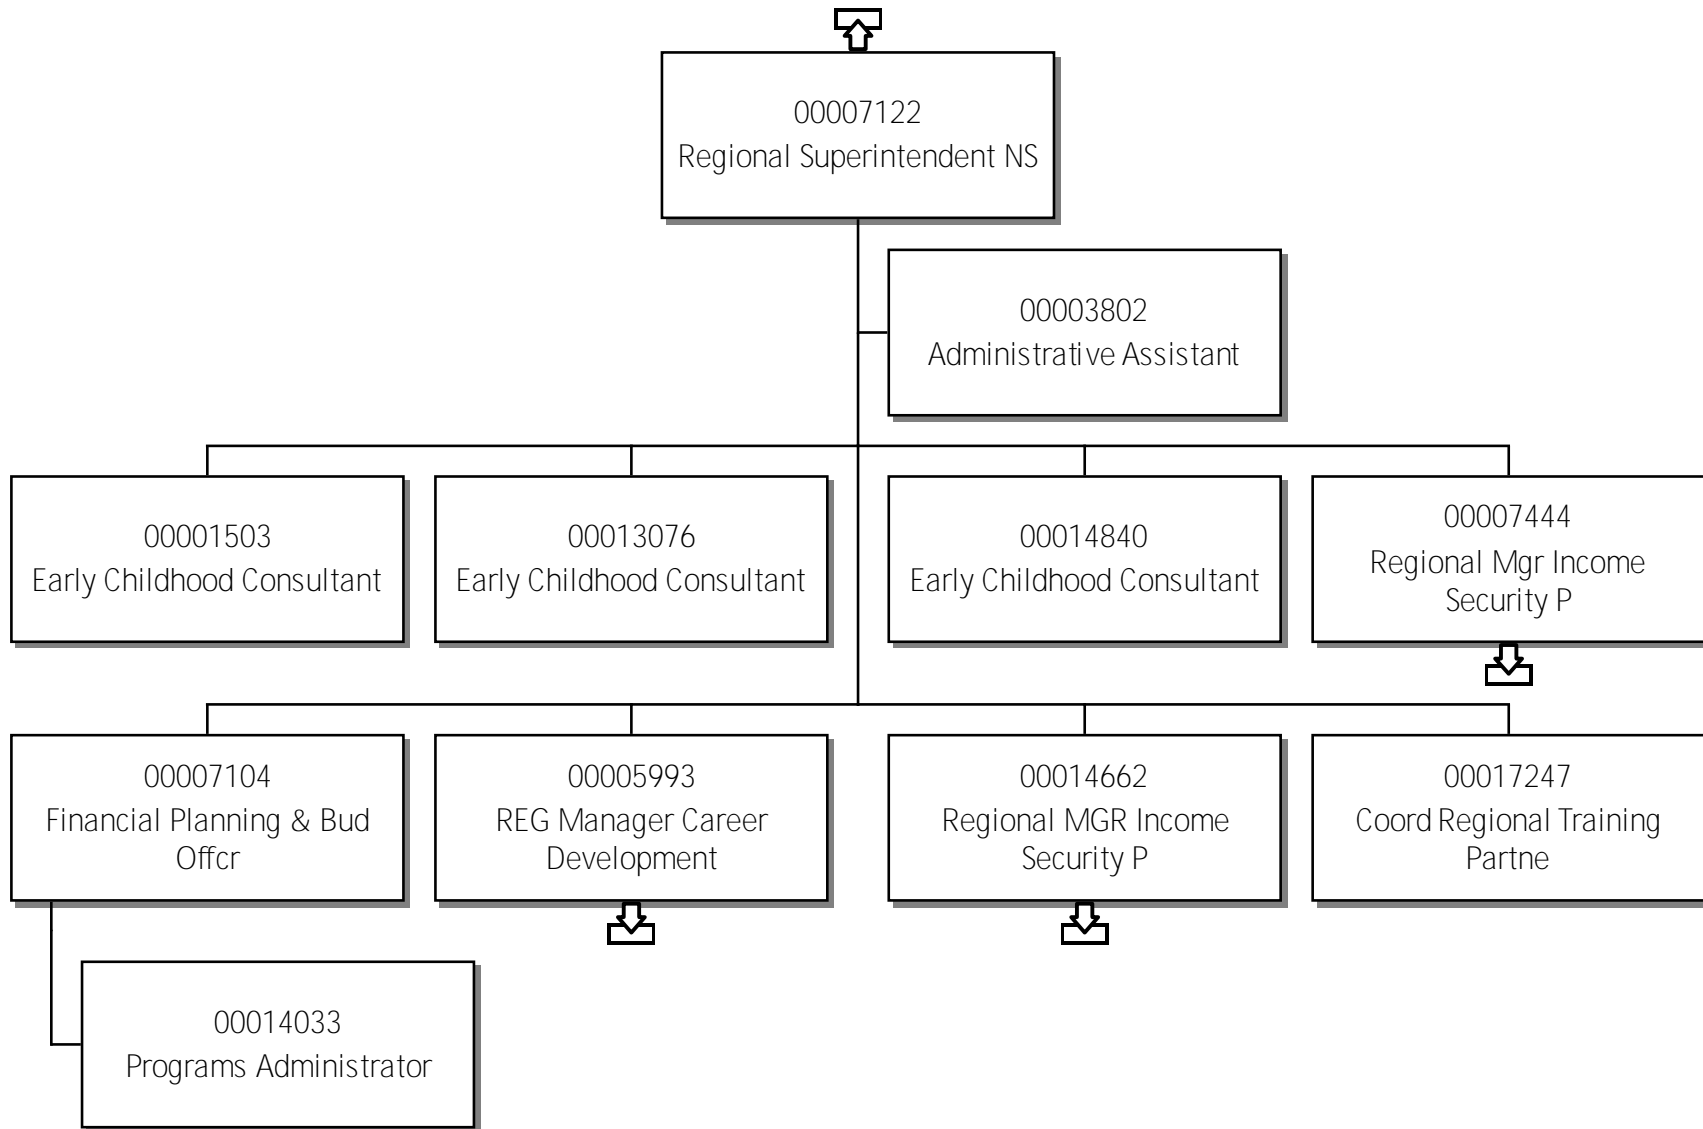 00007122
Regional Superintendent NS
00003802
Administrative Assistant
00001503
Early Childhood Consultant
00013076
Early Childhood Consultant
00014840
Early Childhood Consultant
00007444
Regional Mgr Income
Security P
00007104
Financial Planning & Bud
Offcr
00005993
REG Manager Career
Development
00014662
Regional MGR Income
Security P
00017247
Coord Regional Training
Partne
00014033
Programs Administrator